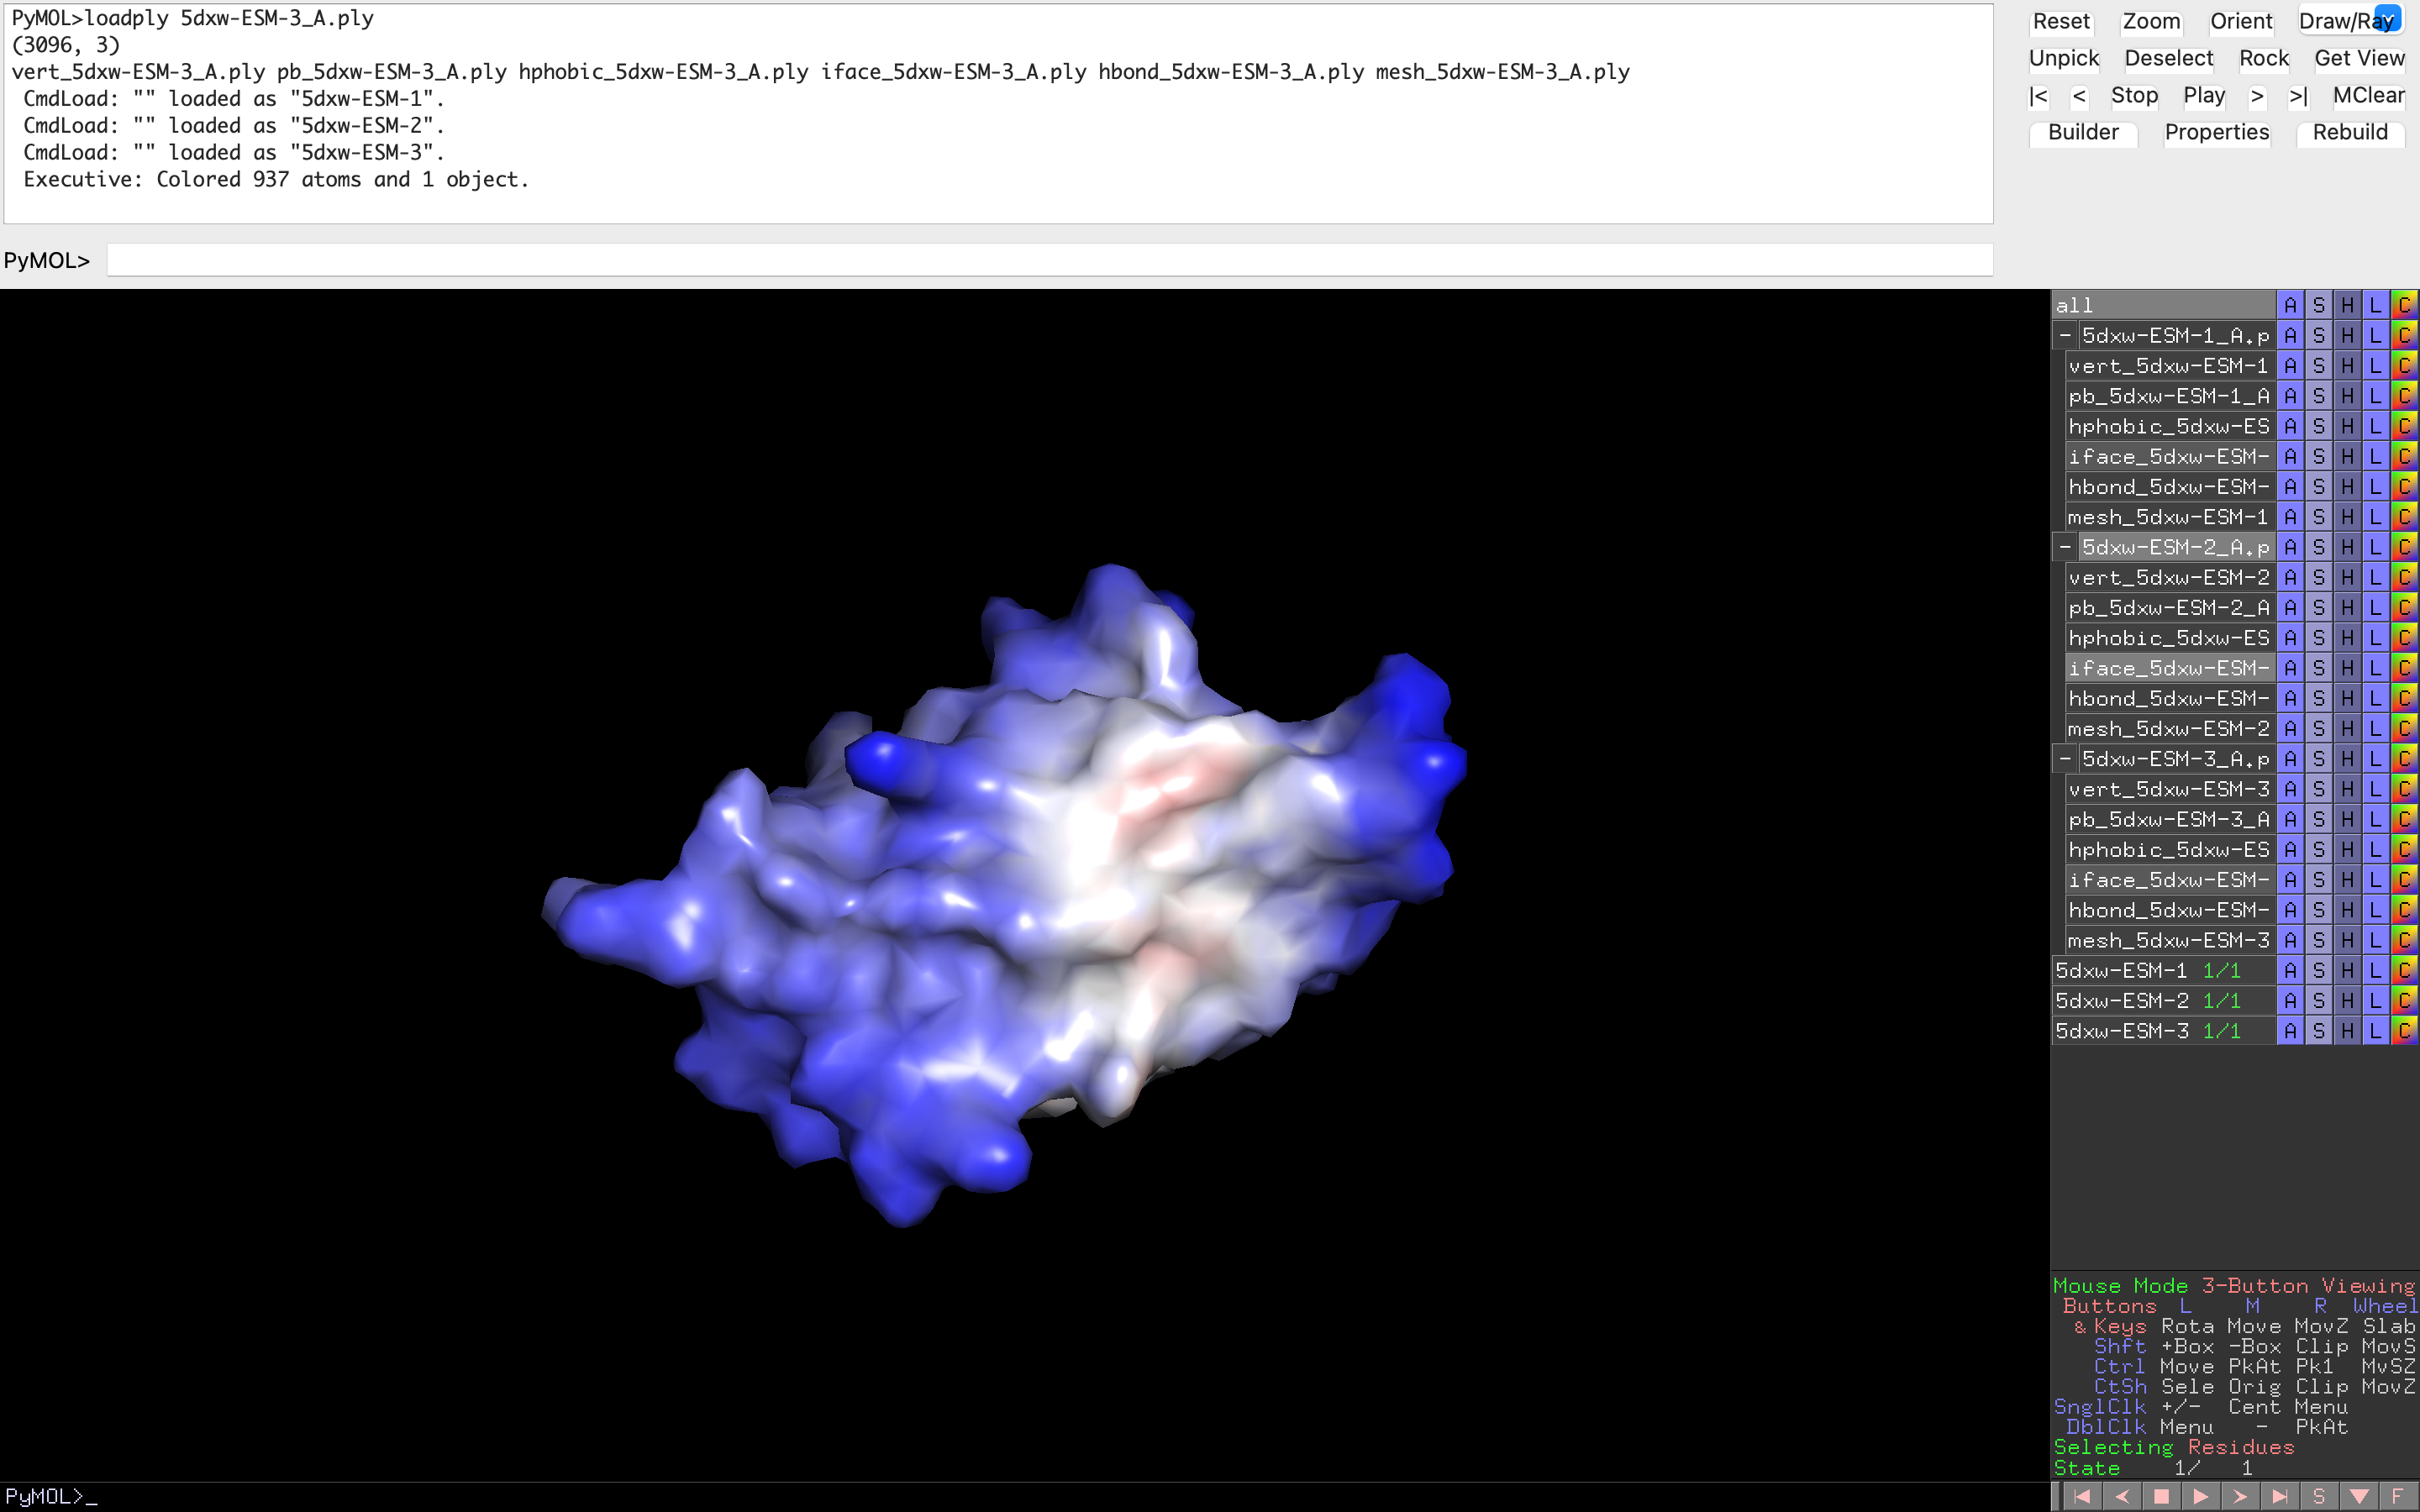 PyMOL>loadply 5dxw-ESM-3_A.ply
(3096, 3)
vert_5dxw-ESM-3_A.ply pb_5dxw-ESM-3_A.ply hphobic_5dxw-ESM-3_A.ply iface_5dxw-ESM-3_A.ply hbond_5dxw-ESM-3_A.ply mesh_5dxw-ESM-3_A.ply
CmdLoad: "" loaded as "5dxw-ESM-1".
CmdLoad: "" loaded as "5dxw-ESM-2".
CmdLoad: "" loaded as "5dxw-ESM-3".
Executive: Colored 937 atoms and 1 object.
PyMOL>
Reset Zoom Orient Draw/Ray
Unpick Deselect Rock Get View
|< < Stop Play > >| MClear
Builder Properties Rebuild
all A S H L C
- 5dxw-ESM-1_A.p A S H L C
vert_5dxw-ESM-1 A S H L C
pb_5dxw-ESM-1_A A S H L C
hphobic_5dxw-ES A S H L C
iface_5dxw-ESM- A S H L C
hbond_5dxw-ESM- A S H L C
mesh_5dxw-ESM-1 A S H L C
- 5dxw-ESM-2_A.p A S H L C
vert_5dxw-ESM-2 A S H L C
pb_5dxw-ESM-2_A A S H L C
hphobic_5dxw-ES A S H L C
iface_5dxw-ESM- A S H L C
hbond_5dxw-ESM- A S H L C
mesh_5dxw-ESM-2 A S H L C
- 5dxw-ESM-3_A.p A S H L C
vert_5dxw-ESM-3 A S H L C
pb_5dxw-ESM-3_A A S H L C
hphobic_5dxw-ES A S H L C
iface_5dxw-ESM- A S H L C
hbond_5dxw-ESM- A S H L C
mesh_5dxw-ESM-3 A S H L C
5dxw-ESM-1 1/1 A S H L C
5dxw-ESM-2 1/1 A S H L C
5dxw-ESM-3 1/1 A S H L C
Mouse Mode 3-Button Viewing
Buttons L M R Wheel
& Keys Rota Move MovZ Slab
Shft +Box -Box Clip MovS
Ctrl Move PkAt Pk1 MvSZ
CtSh Sele Orig Clip MovZ
SnglClk +/- Cent Menu
DblClk Menu - PkAt
Selecting Residues
State 1/ 1
PyMOL>_
S F